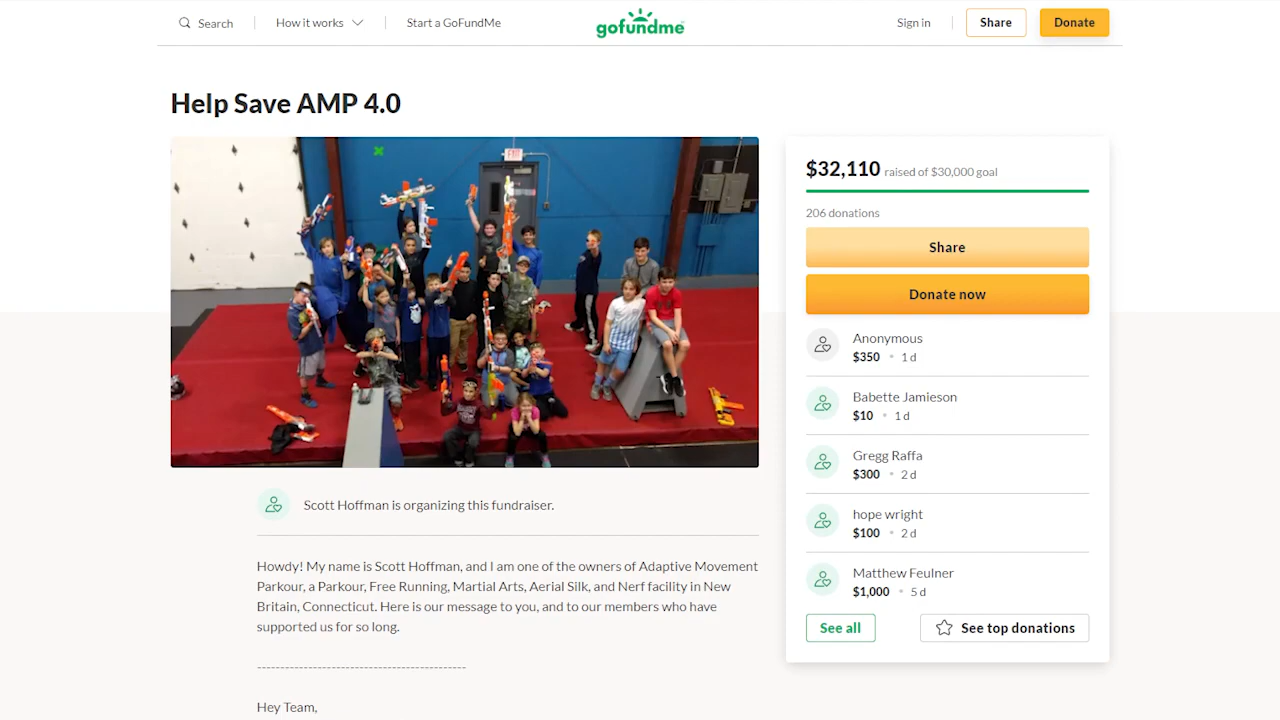 Search
How it works
Start a GoFundMe
gofundme
Sign in
Share
Donate
Help Save AMP 4.0
EXIT
$32,110 raised of $30,000 goal
206 donations
Share
Donate now
Anonymous
$350 • 1 d
Babette Jamieson
$10 • 1 d
Gregg Raffa
$300 • 2 d
hope wright
$100 • 2 d
Matthew Feulner
$1,000 • 5 d
See all
See top donations
Scott Hoffman is organizing this fundraiser.
Howdy! My name is Scott Hoffman, and I am one of the owners of Adaptive Movement
Parkour, a Parkour, Free Running, Martial Arts, Aerial Silk, and Nerf facility in New
Britain, Connecticut. Here is our message to you, and to our members who have
supported us for so long.
---------------------------------------------
Hey Team,